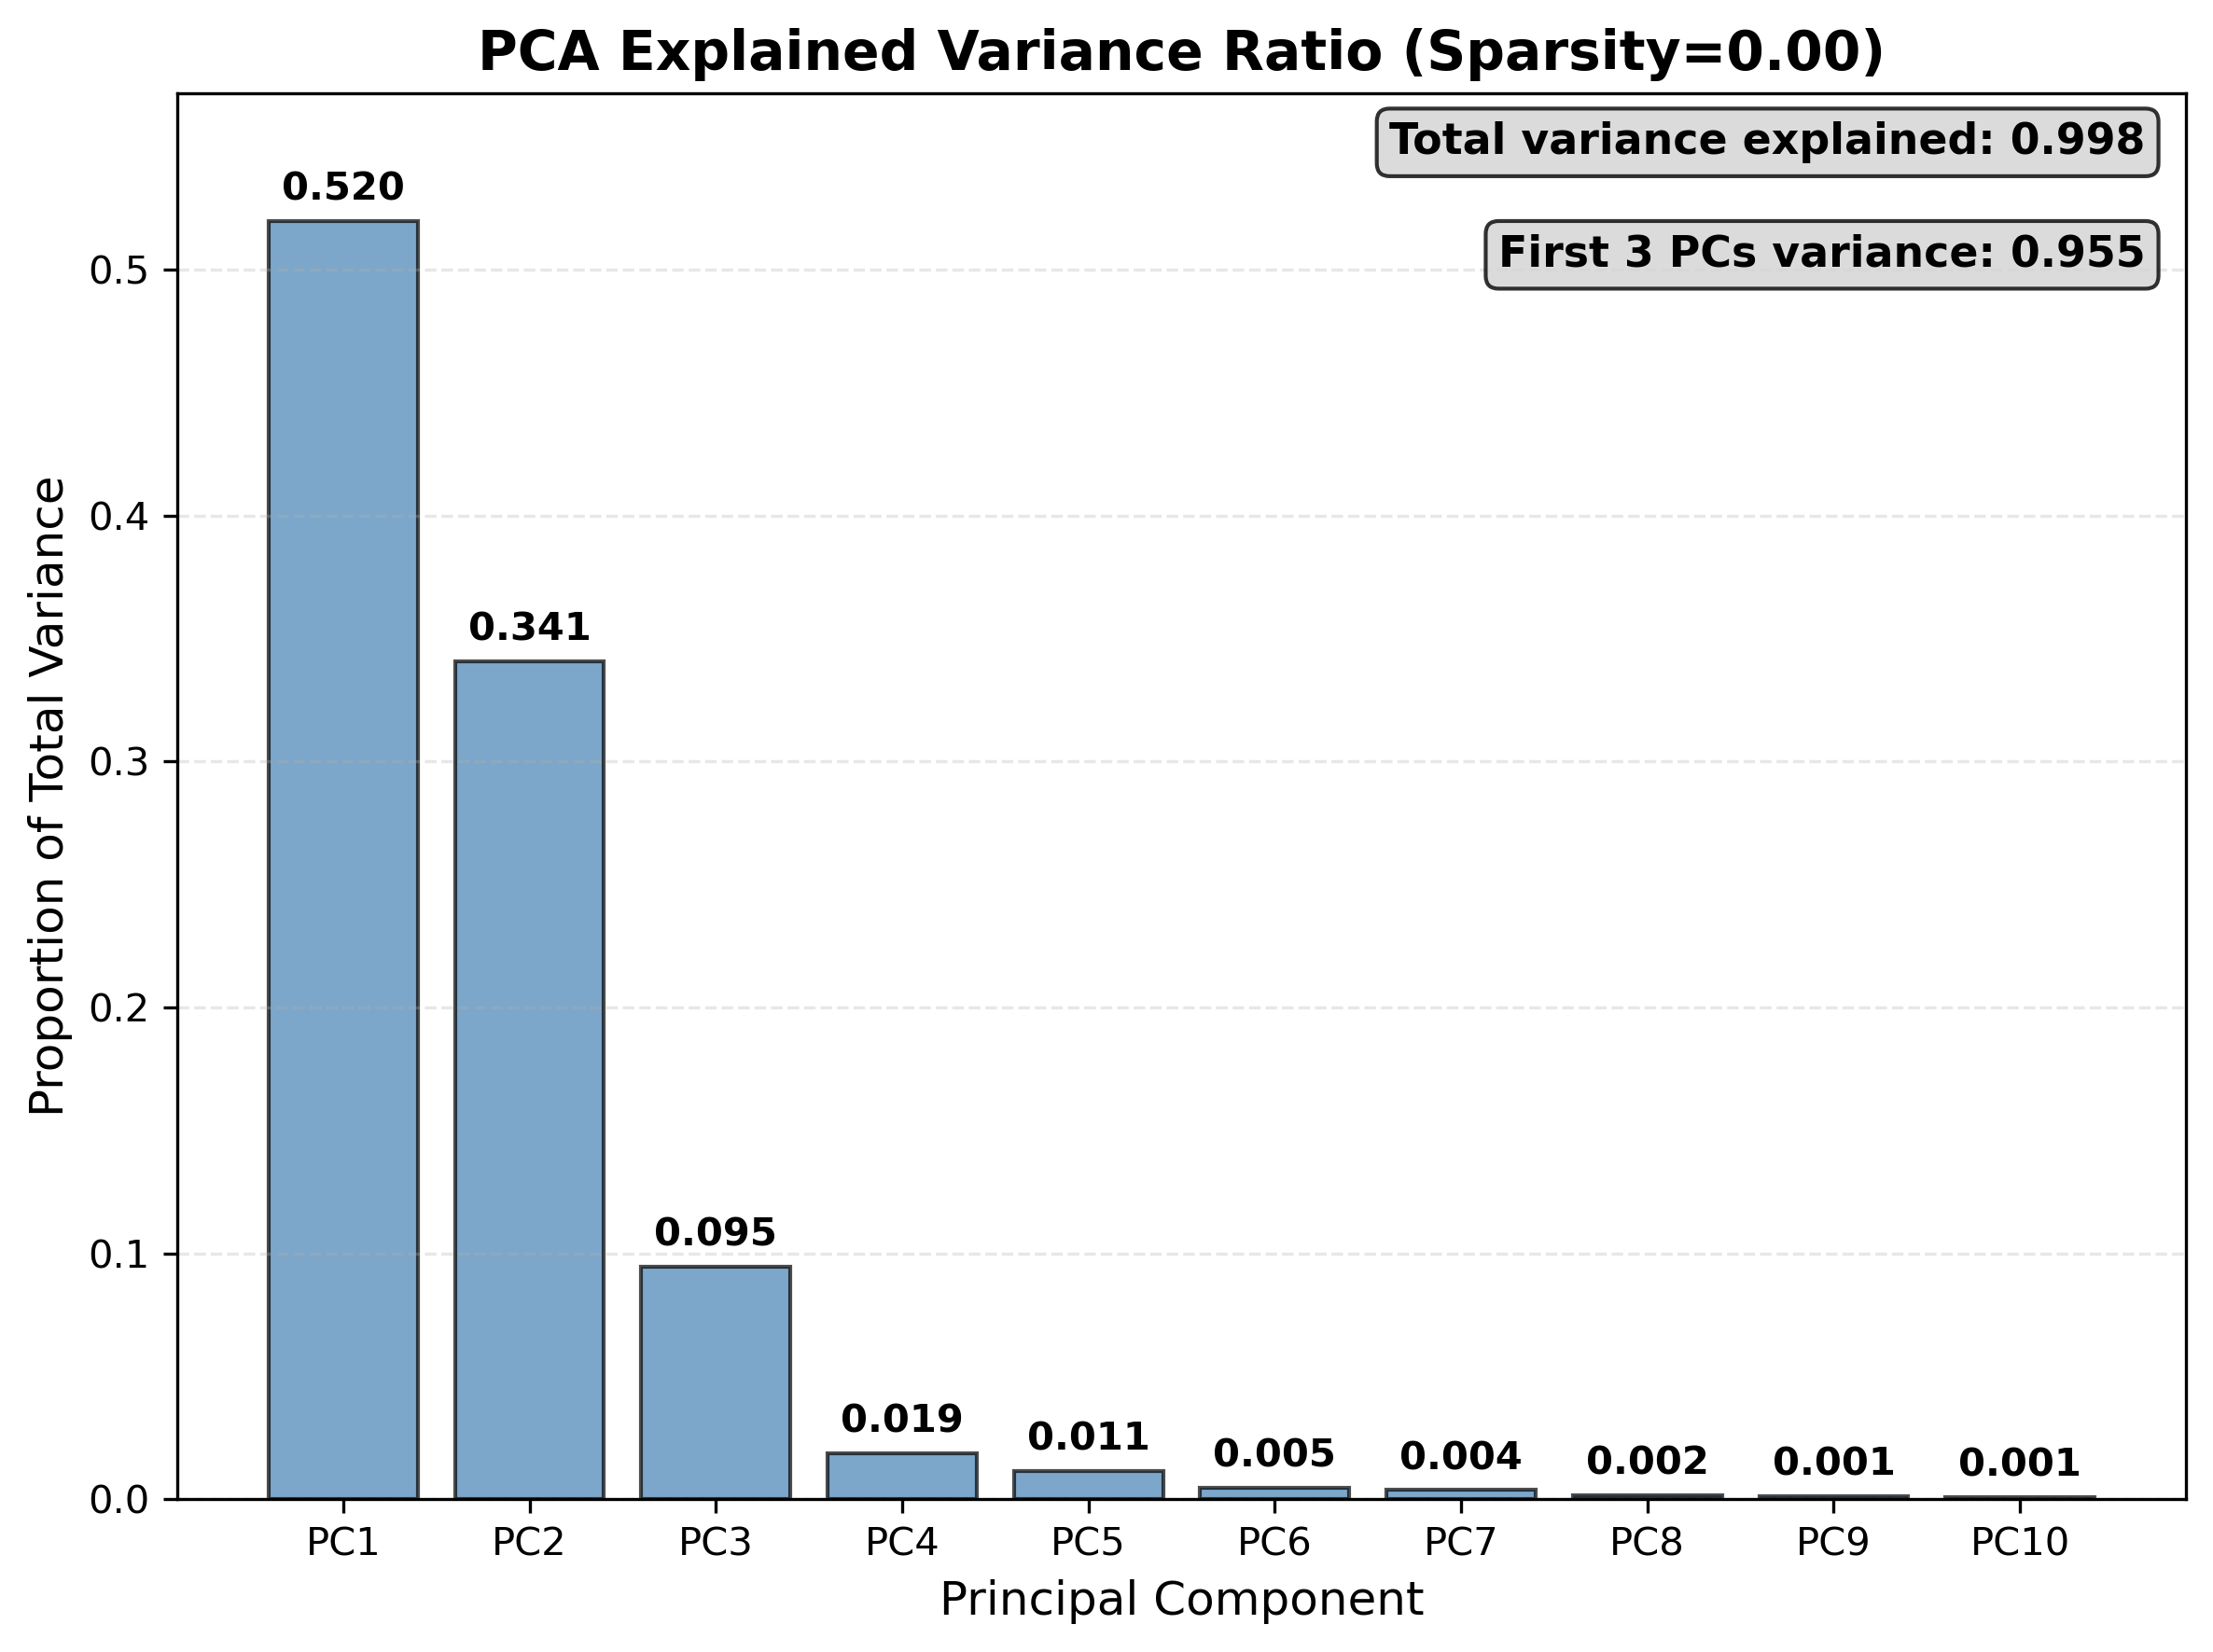 PCA Explained Variance Ratio (Sparsity=0.00)
Total variance explained: 0.998
First 3 PCs variance: 0.955
0.520
0.341
0.095
0.019
0.011
0.005
0.004
0.002
0.001
0.001
Proportion of Total Variance
0.5
0.4
0.3
0.2
0.1
0.0
PC1 PC2 PC3 PC4 PC5 PC6 PC7 PC8 PC9 PC10
Principal Component